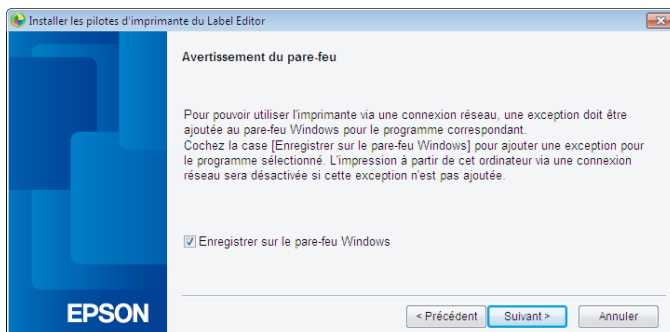 Installer les pilotes d'imprimante du Label Editor
Avertissement du pare-feu
Pour pouvoir utiliser l'imprimante via une connexion réseau, une exception doit être
ajoutée au pare-feu Windows pour le programme correspondant.
Cochez la case [Enregistrer sur le pare-feu Windows] pour ajouter une exception pour
le programme sélectionné. L'impression à partir de cet ordinateur via une connexion
réseau sera désactivée si cette exception n'est pas ajoutée.
Enregistrer sur le pare-feu Windows
EPSON
< Précédent Suivant > Annuler